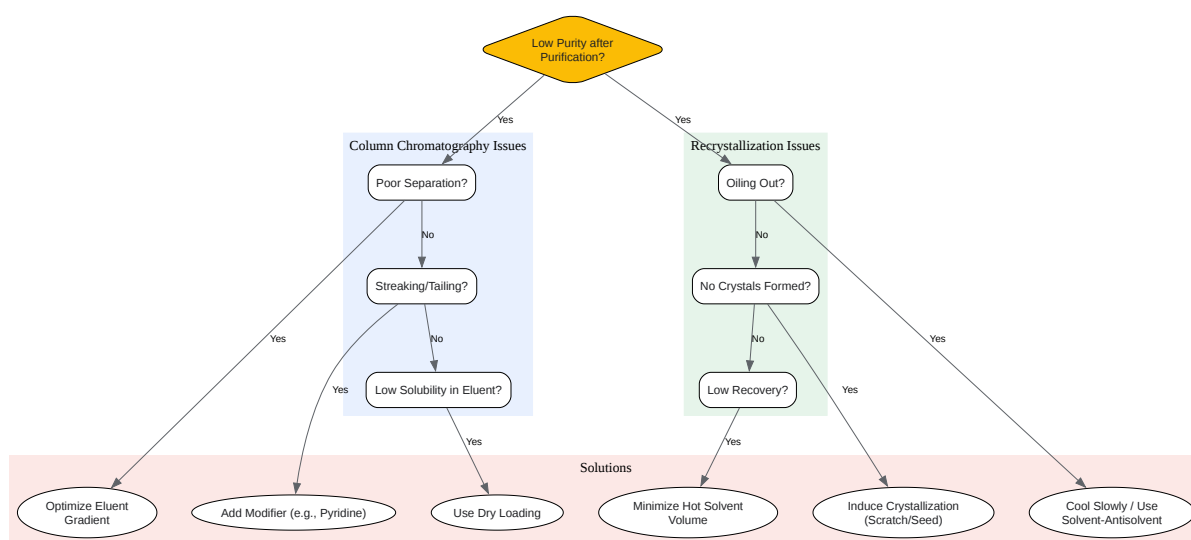 Low Purity after
Purification?
Yes
Yes
Column Chromatography Issues
Recrystallization Issues
Poor Separation?
Oiling Out?
No
No
Streaking/Tailing?
No Crystals Formed?
Yes
No
No
Yes
Low Solubility in Eluent?
Low Recovery?
Yes
Yes
Yes
Yes
Solutions
Optimize Eluent
Gradient
Add Modifier (e.g., Pyridine)
Use Dry Loading
Minimize Hot Solvent
Volume
Induce Crystallization
(Scratch/Seed)
Cool Slowly / Use
Solvent-Antisolvent